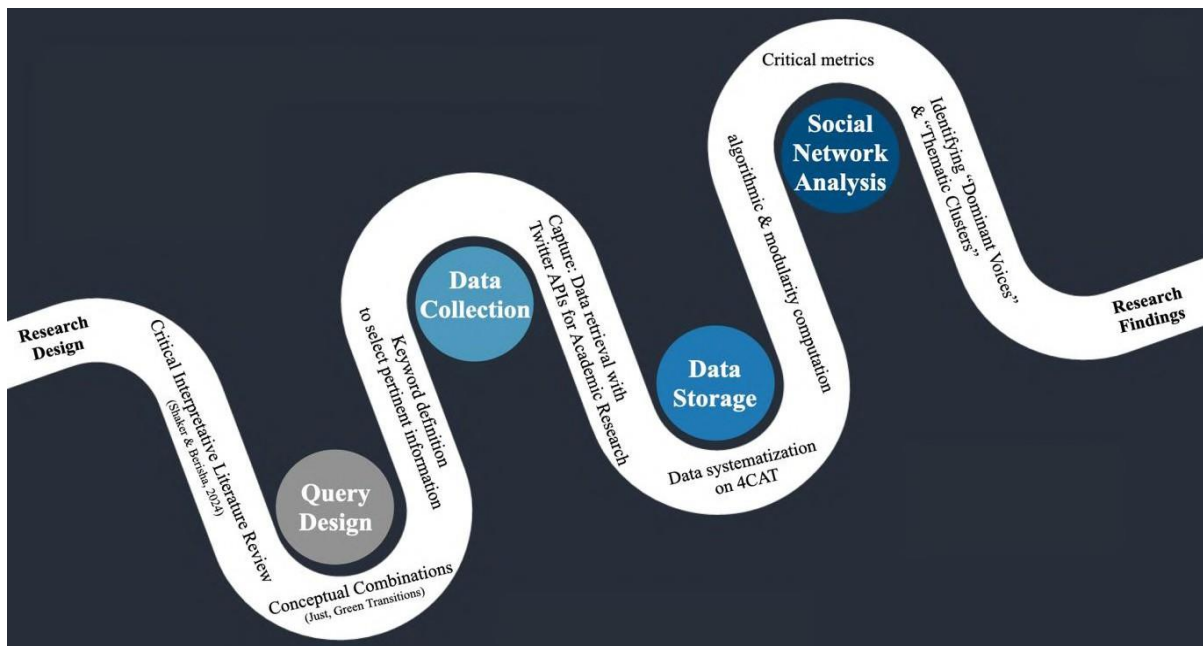 Research
Design
Critical Interpretative Literature Review
(Shaker & Berisha, 2024)
Query
Design
Conceptual Combinations
(Just, Green Transitions)
Keyword definition
to select pertinent information
Data
Collection
Capture: Data retrieval with
Twitter APIs for Academic Research
Data
Storage
Data systematization
on 4CAT
algorithmic & modularity computation
Critical metrics
Social
Network
Analysis
Identifying “Dominant Voices”
& “Thematic Clusters”
Research
Findings